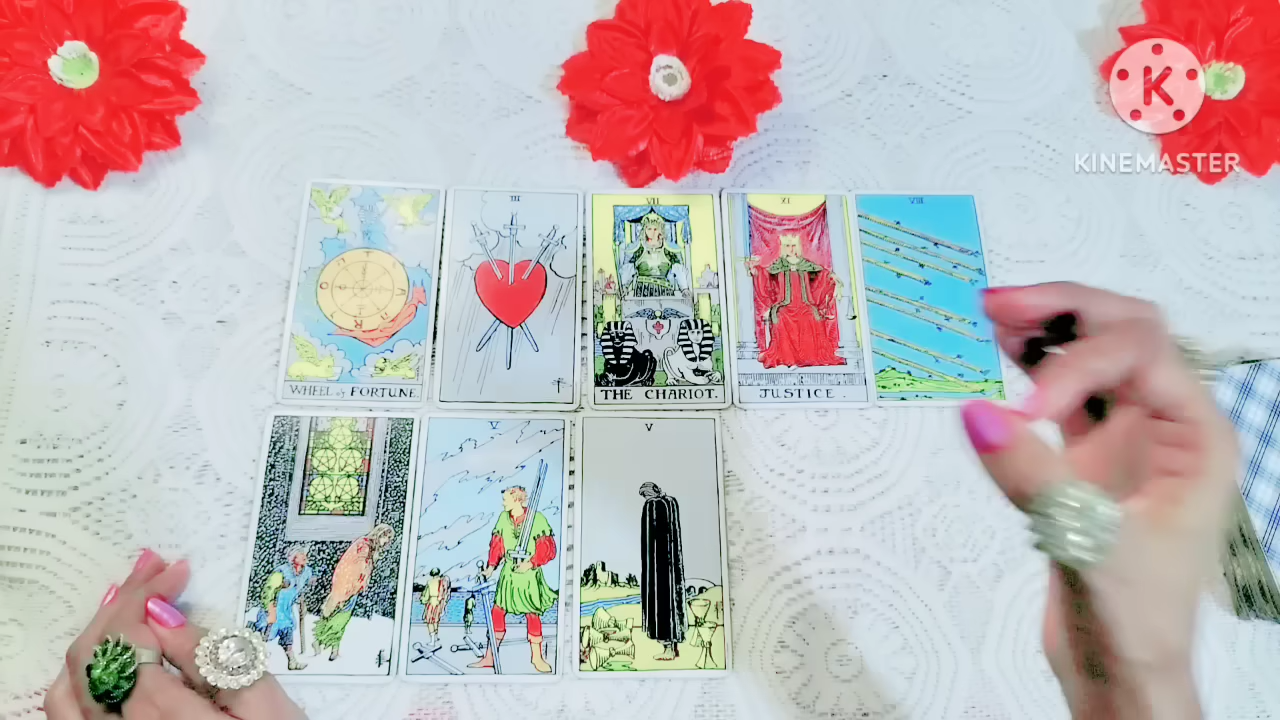 K
KINEMASTER
III
VII
XI
VIII
WHEEL of FORTUNE.
THE CHARIOT.
JUSTICE.
V
V